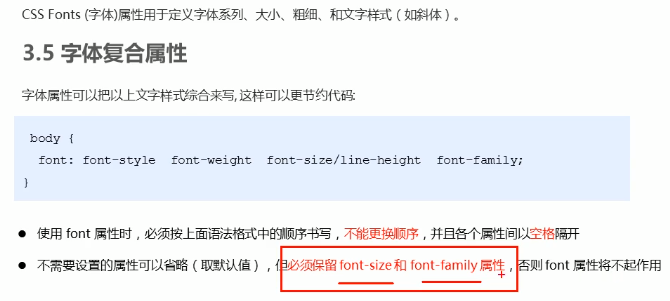 CSS Fonts (字体)属性用于定义字体系列、大小、粗细、和文字样式（如斜体）。
3.5 字体复合属性
字体属性可以把以上文字样式综合来写, 这样可以更节约代码:
body {
font: font-style font-weight font-size/line-height font-family;
}
● 使用 font 属性时，必须按上面语法格式中的顺序书写，不能更换顺序，并且各个属性间以空格隔开
● 不需要设置的属性可以省略（取默认值），但必须保留 font-size 和 font-family 属性，否则 font 属性将不起作用